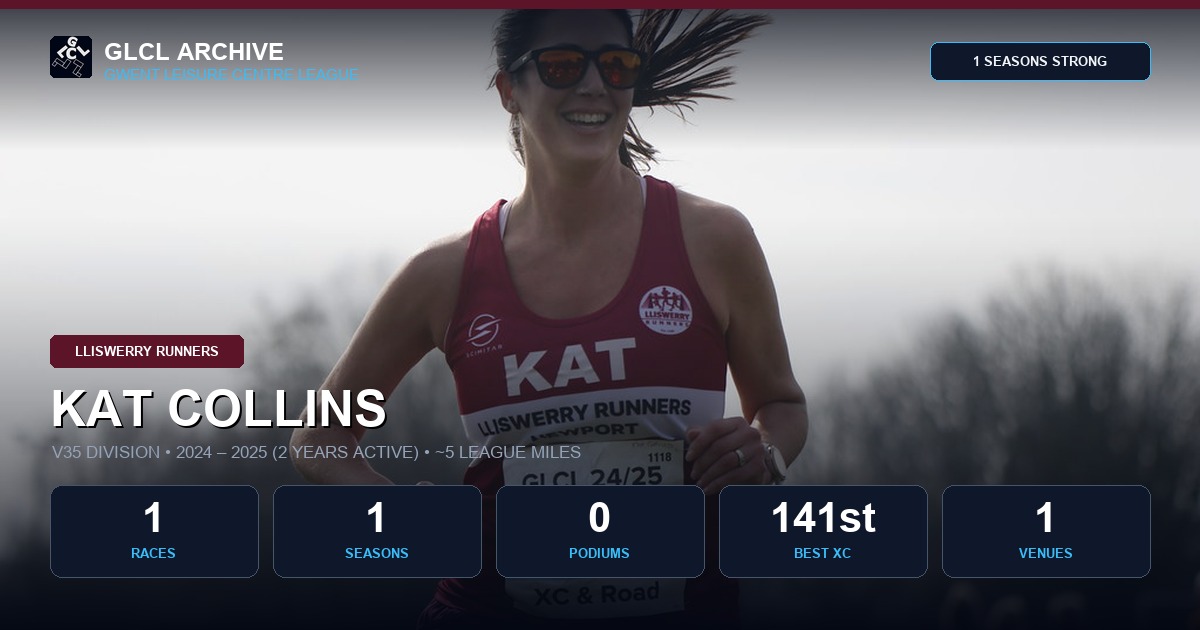 GLCL ARCHIVE
GWENT LEISURE CENTRE LEAGUE
1 SEASONS STRONG
LLISWERRY
RUNNERS
SCIMITAR
KAT
LLISWERRY RUNNERS
NEWPORT
1118
GLCL 24/25
LLISWERRY RUNNERS
KAT COLLINS
V35 DIVISION • 2024 – 2025 (2 YEARS ACTIVE) • ~5 LEAGUE MILES
1
RACES
1
SEASONS
0
PODIUMS
141st
BEST XC
1
VENUES
XC & Road